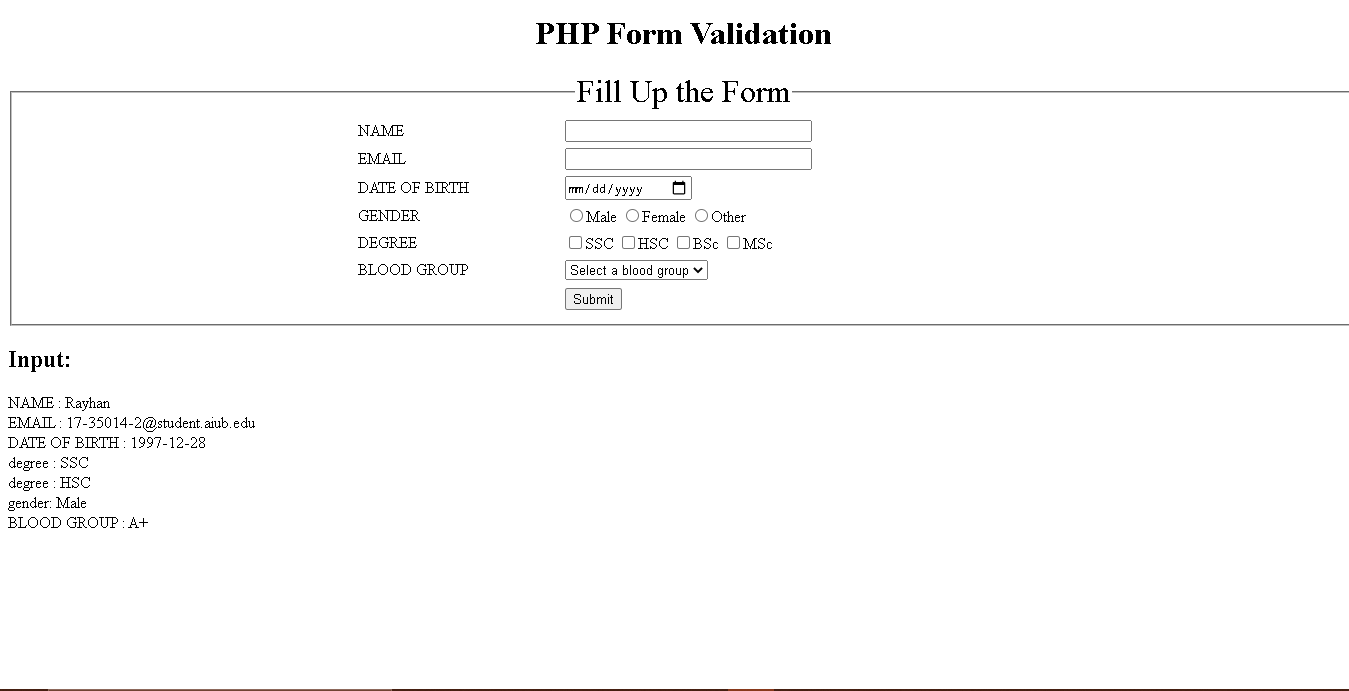 PHP Form Validation
Fill Up the Form
NAME
EMAIL
DATE OF BIRTH mm/dd/yyyy
GENDER Male Female Other
DEGREE SSC HSC BSc MSc
BLOOD GROUP Select a blood group
Submit
Input:
NAME : Rayhan
EMAIL : 17-35014-2@student.aiub.edu
DATE OF BIRTH : 1997-12-28
degree : SSC
degree : HSC
gender: Male
BLOOD GROUP : A+